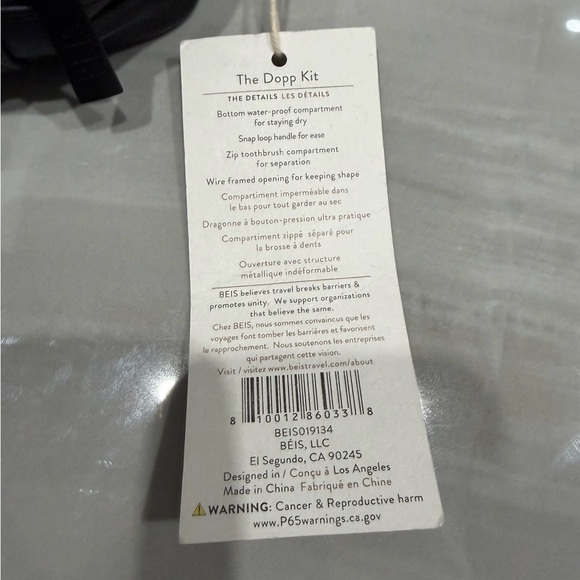 The Dopp Kit
THE DETAILS LES DÉTAILS
Bottom water-proof compartment
for staying dry
Snap loop handle for ease
Zip toothbrush compartment
for separation
Wire framed opening for keeping shape
Compartiment imperméable dans
le bas pour tout garder au sec
Dragonne à bouton-pression ultra pratique
Compartiment zippé séparé pour
la brosse à dents
Ouverture avec structure
métallique indéformable
BEIS believes travel breaks barriers &
promotes unity. We support organizations
that believe the same.
Chez BEIS, nous sommes convaincus que les
voyages font tomber les barrières et favorisent
le rapprochement. Nous soutenons les entreprises
qui partagent cette vision.
Visit / visitez www.beistravel.com/about
8 10012 86033 8
BEIS019134
BÉIS, LLC
El Segundo, CA 90245
Designed in / Conçu à Los Angeles
Made in China Fabriqué en Chine
⚠WARNING: Cancer & Reproductive harm
www.P65warnings.ca.gov